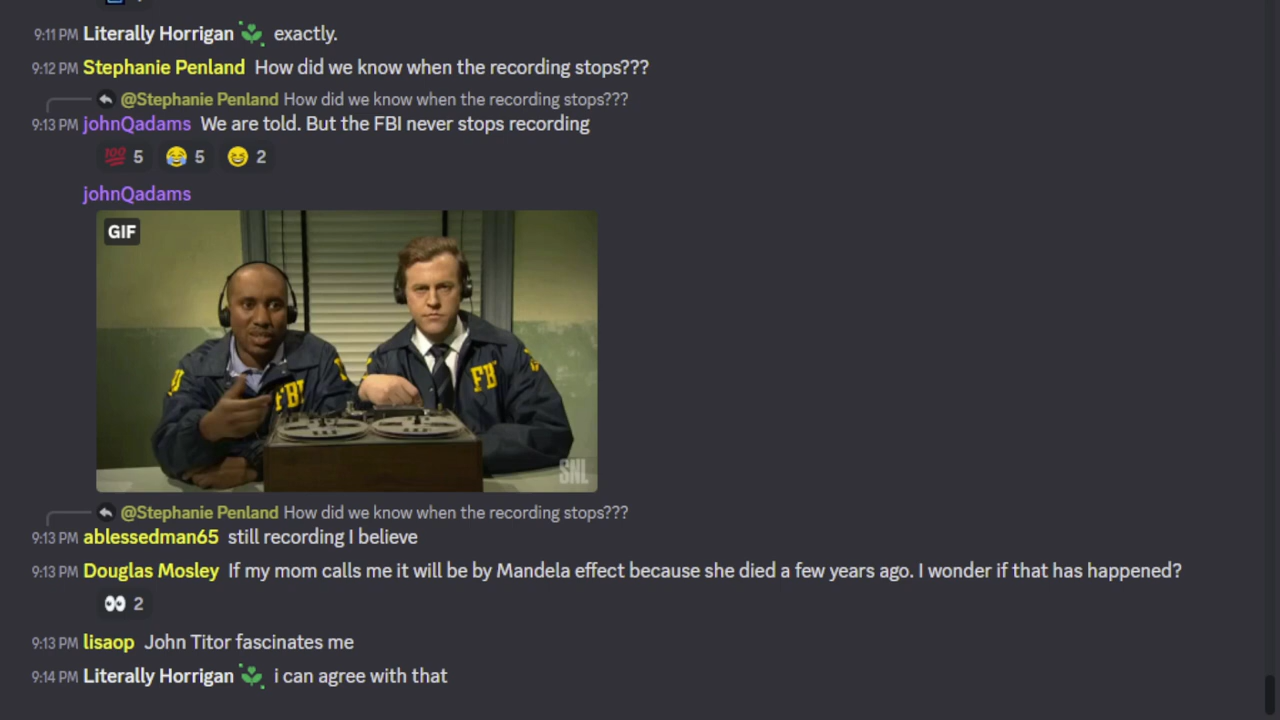 9:11 PM Literally Horrigan exactly.
9:12 PM Stephanie Penland How did we know when the recording stops???
@Stephanie Penland How did we know when the recording stops???
9:13 PM johnQadams We are told. But the FBI never stops recording
100 5 2
johnQadams
GIF
FBI
FBI
SNL
@Stephanie Penland How did we know when the recording stops???
9:13 PM ablessedman65 still recording I believe
9:13 PM Douglas Mosley If my mom calls me it will be by Mandela effect because she died a few years ago. I wonder if that has happened?
2
9:13 PM lisaop John Titor fascinates me
9:14 PM Literally Horrigan i can agree with that